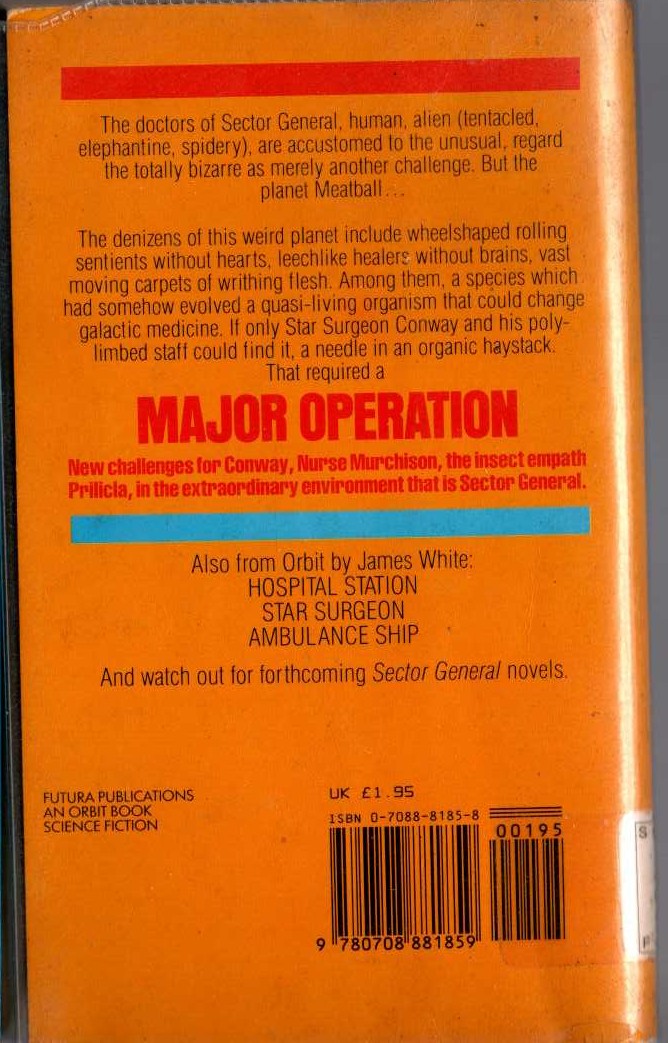 The doctors of Sector General, human, alien (tentacled,
elephantine, spidery), are accustomed to the unusual, regard
the totally bizarre as merely another challenge. But the
planet Meatball...
The denizens of this weird planet include wheelshaped rolling
sentients without hearts, leechlike healers without brains, vast
moving carpets of writhing flesh. Among them, a species which
had somehow evolved a quasi-living organism that could change
galactic medicine. If only Star Surgeon Conway and his poly-
limbed staff could find it, a needle in an organic haystack.
That required a
MAJOR OPERATION
New challenges for Conway, Nurse Murchison, the insect empath
Prilicla, in the extraordinary environment that is Sector General.
Also from Orbit by James White:
HOSPITAL STATION
STAR SURGEON
AMBULANCE SHIP
And watch out for forthcoming Sector General novels.
FUTURA PUBLICATIONS
AN ORBIT BOOK
SCIENCE FICTION
UK £1.95
ISBN 0-7088-8185-8
00195
9 780708 881859
S